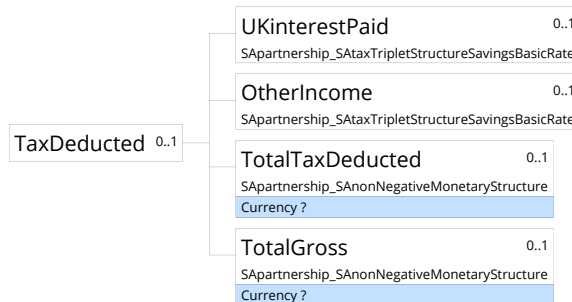 UKinterestPaid 0..1
SApartnership_SAtaxTripletStructureSavingsBasicRate
OtherIncome 0..1
SApartnership_SAtaxTripletStructureSavingsBasicRate
TaxDeducted 0..1
TotalTaxDeducted 0..1
SApartnership_SAnonNegativeMonetaryStructure
Currency ?
TotalGross 0..1
SApartnership_SAnonNegativeMonetaryStructure
Currency ?